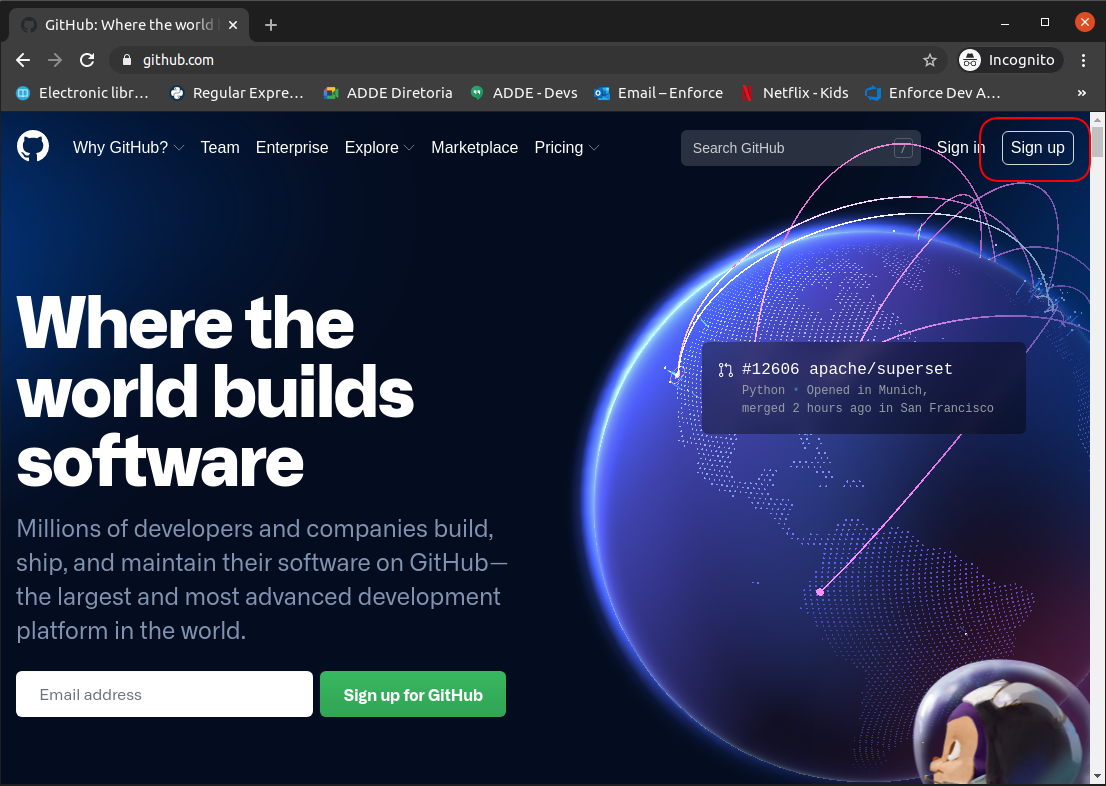 GitHub: Where the world
github.com
Incognito
Electronic libr…
Regular Expre…
ADDE Diretoria
ADDE - Devs
Email – Enforce
Netflix - Kids
Enforce Dev A…
»
Why GitHub?
Team
Enterprise
Explore
Marketplace
Pricing
Search GitHub
/
Sign in
Sign up
Where the
world builds
software
#12606 apache/superset
Python • Opened in Munich,
merged 2 hours ago in San Francisco
Millions of developers and companies build,
ship, and maintain their software on GitHub—
the largest and most advanced development
platform in the world.
Email address
Sign up for GitHub